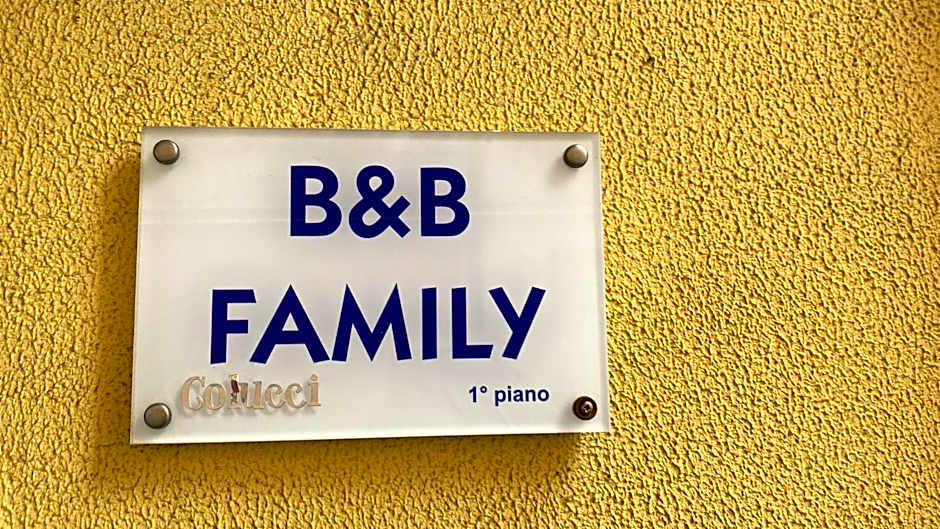 B&B
FAMILY
Colucci
1° piano